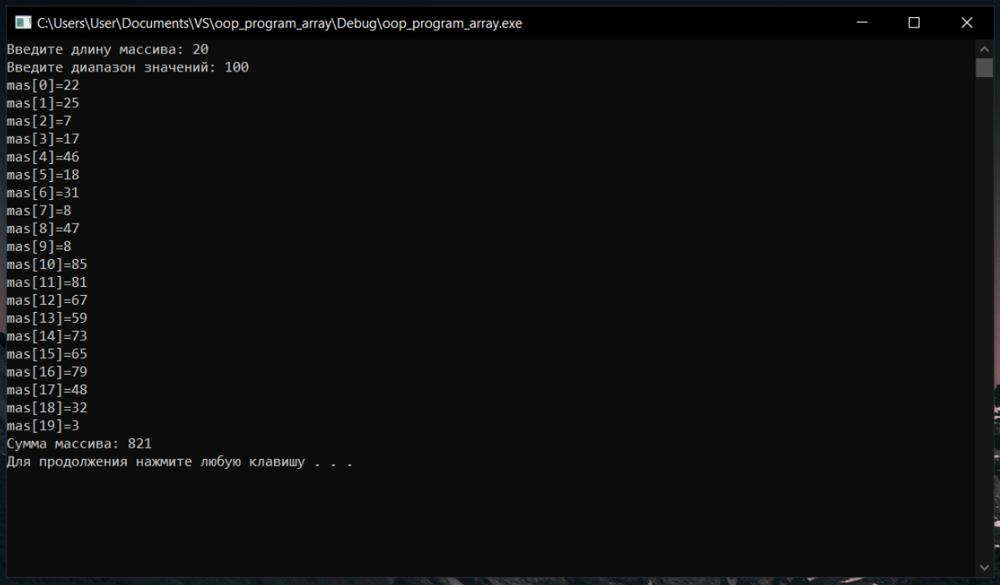 C:\Users\User\Documents\VS\oop_program_array\Debug\oop_program_array.exe
Введите длину массива: 20
Введите диапазон значений: 100
mas[0]=22
mas[1]=25
mas[2]=7
mas[3]=17
mas[4]=46
mas[5]=18
mas[6]=31
mas[7]=8
mas[8]=47
mas[9]=8
mas[10]=85
mas[11]=81
mas[12]=67
mas[13]=59
mas[14]=73
mas[15]=65
mas[16]=79
mas[17]=48
mas[18]=32
mas[19]=3
Сумма массива: 821
Для продолжения нажмите любую клавишу . . .